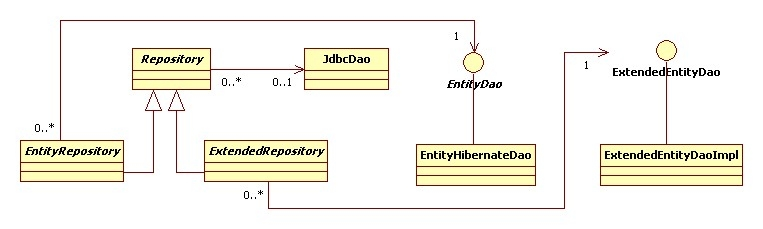 1
Repository
JdbcDao
0..*
0..1
EntityDao
1
ExtendedEntityDao
0..*
EntityRepository
ExtendedRepository
EntityHibernateDao
ExtendedEntityDaoImpl
0..*